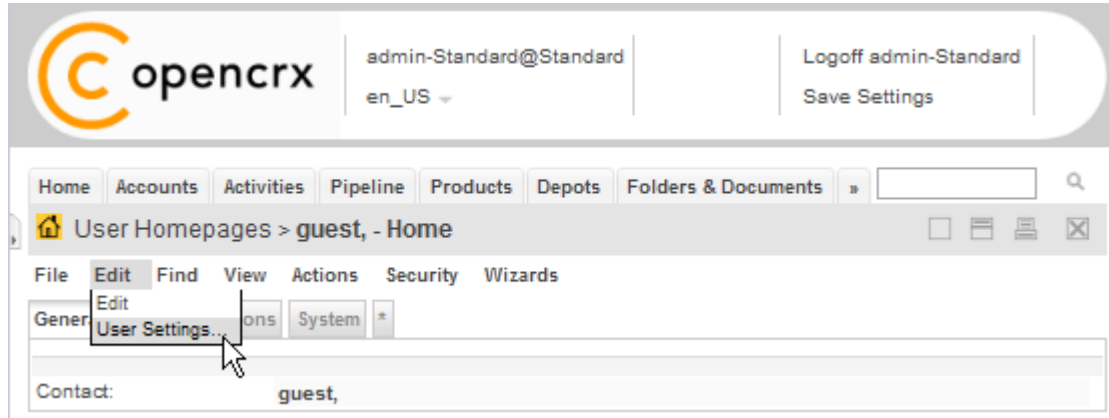 opencrx
admin-Standard@Standard
en_US
Logoff admin-Standard
Save Settings
Home Accounts Activities Pipeline Products Depots Folders & Documents »
User Homepages > guest, - Home
File Edit Find View Actions Security Wizards
Edit
User Settings...
Gener ons System *
Contact: guest,